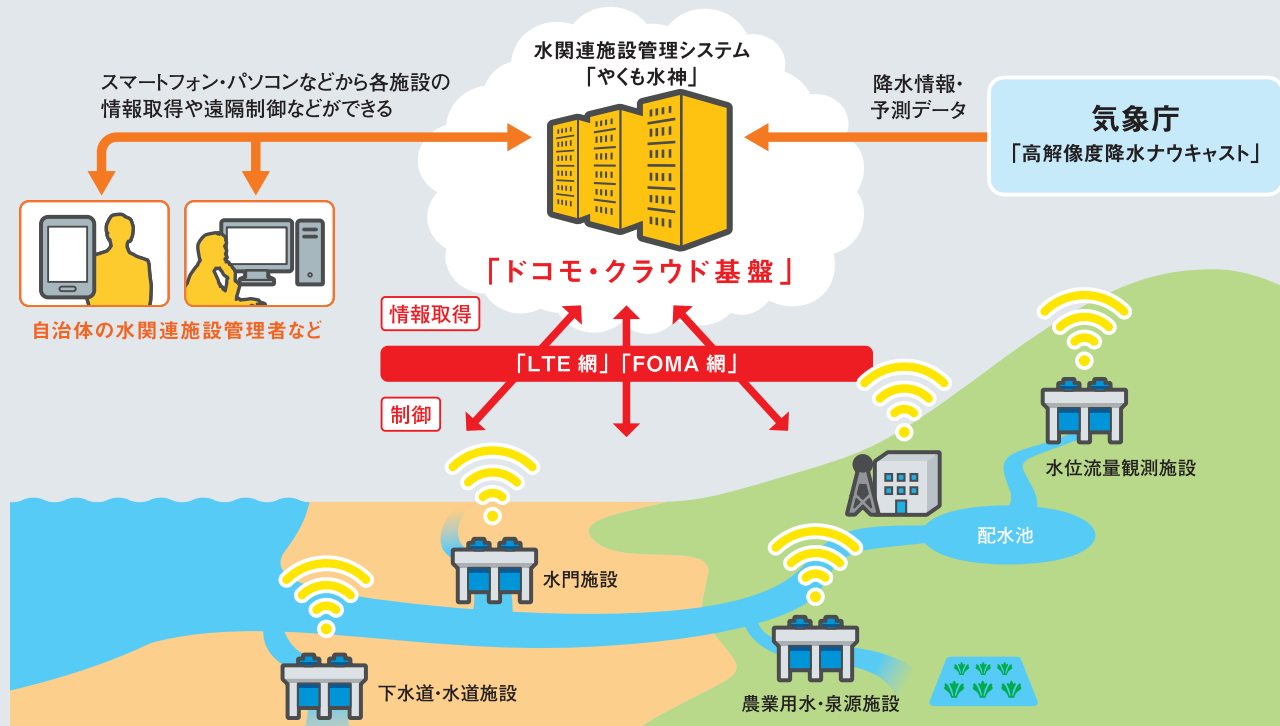 水関連施設管理システム
「やくも水神」
スマートフォン・パソコンなどから各施設の
情報取得や遠隔制御などができる
降水情報・
予測データ
気象庁
「高解像度降水ナウキャスト」
「ドコモ・クラウド基盤」
自治体の水関連施設管理者など
情報取得
「LTE 網」「FOMA 網」
制御
水位流量観測施設
配水池
水門施設
下水道・水道施設
農業用水・泉源施設